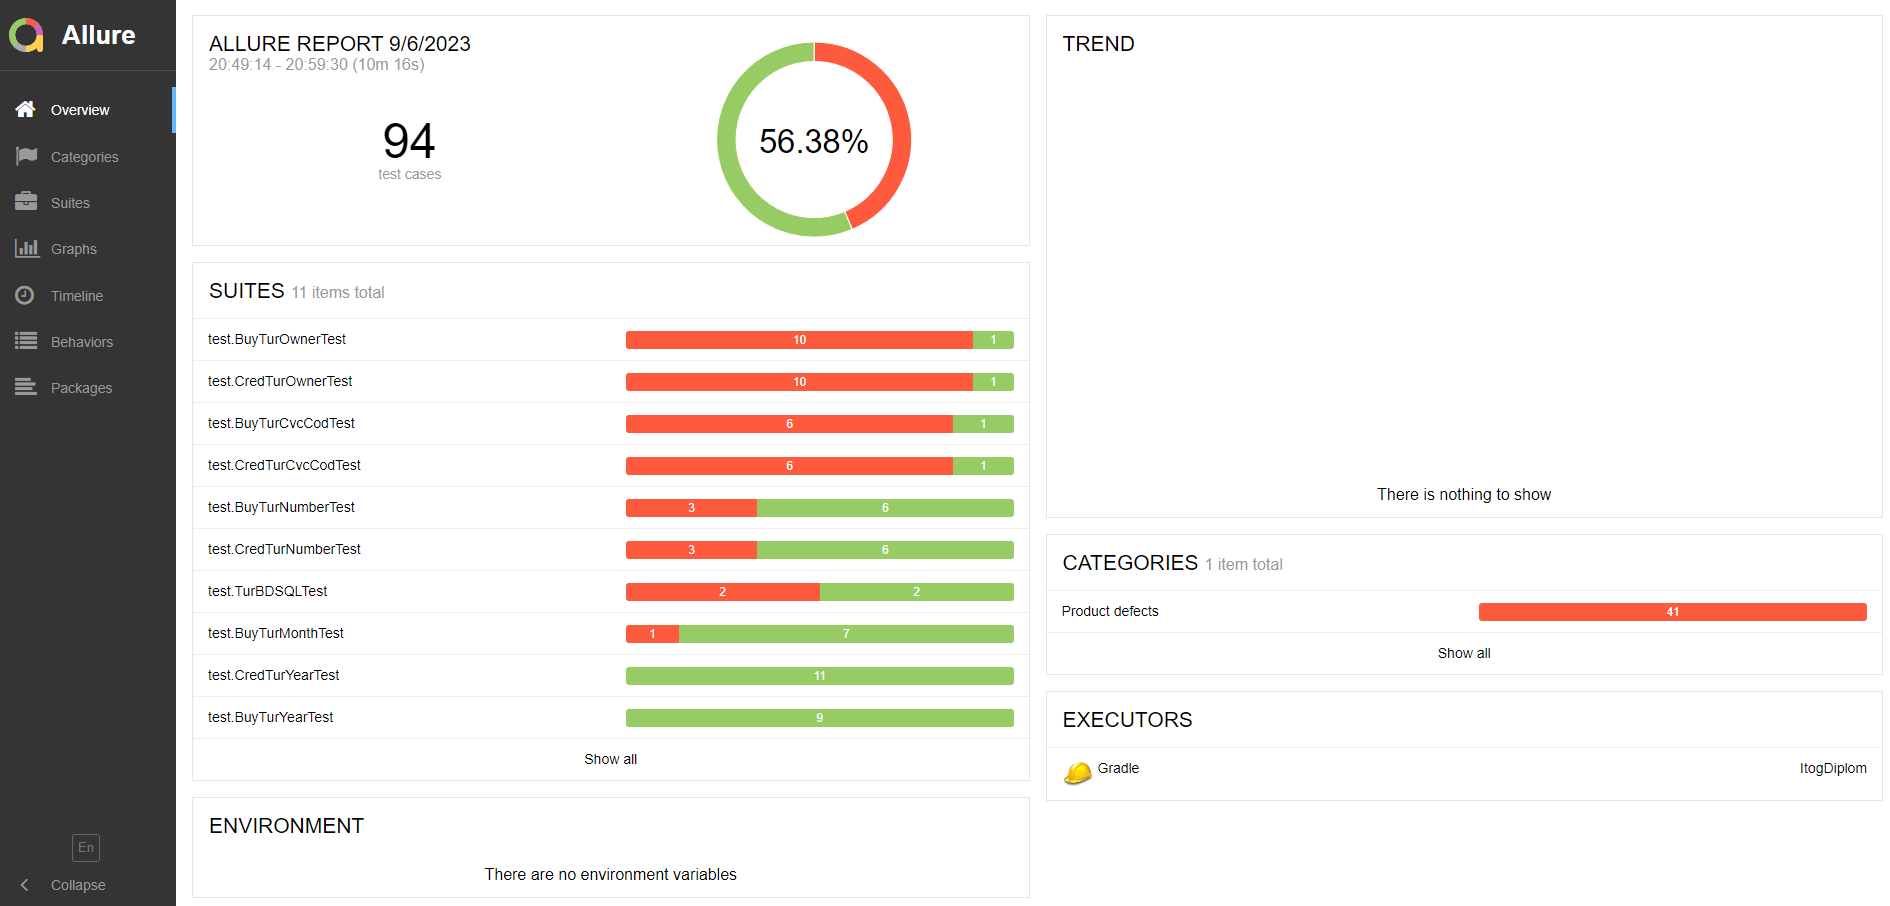 Allure
Overview
Categories
Suites
Graphs
Timeline
Behaviors
Packages
En
Collapse
ALLURE REPORT 9/6/2023
20:49:14 - 20:59:30 (10m 16s)
94
test cases
56.38%
SUITES 11 items total
test.BuyTurOwnerTest 10 1
test.CredTurOwnerTest 10 1
test.BuyTurCvcCodTest 6 1
test.CredTurCvcCodTest 6 1
test.BuyTurNumberTest 3 6
test.CredTurNumberTest 3 6
test.TurBDSQLTest 2 2
test.BuyTurMonthTest 1 7
test.CredTurYearTest 11
test.BuyTurYearTest 9
Show all
ENVIRONMENT
There are no environment variables
TREND
There is nothing to show
CATEGORIES 1 item total
Product defects 41
Show all
EXECUTORS
Gradle ItogDiplom